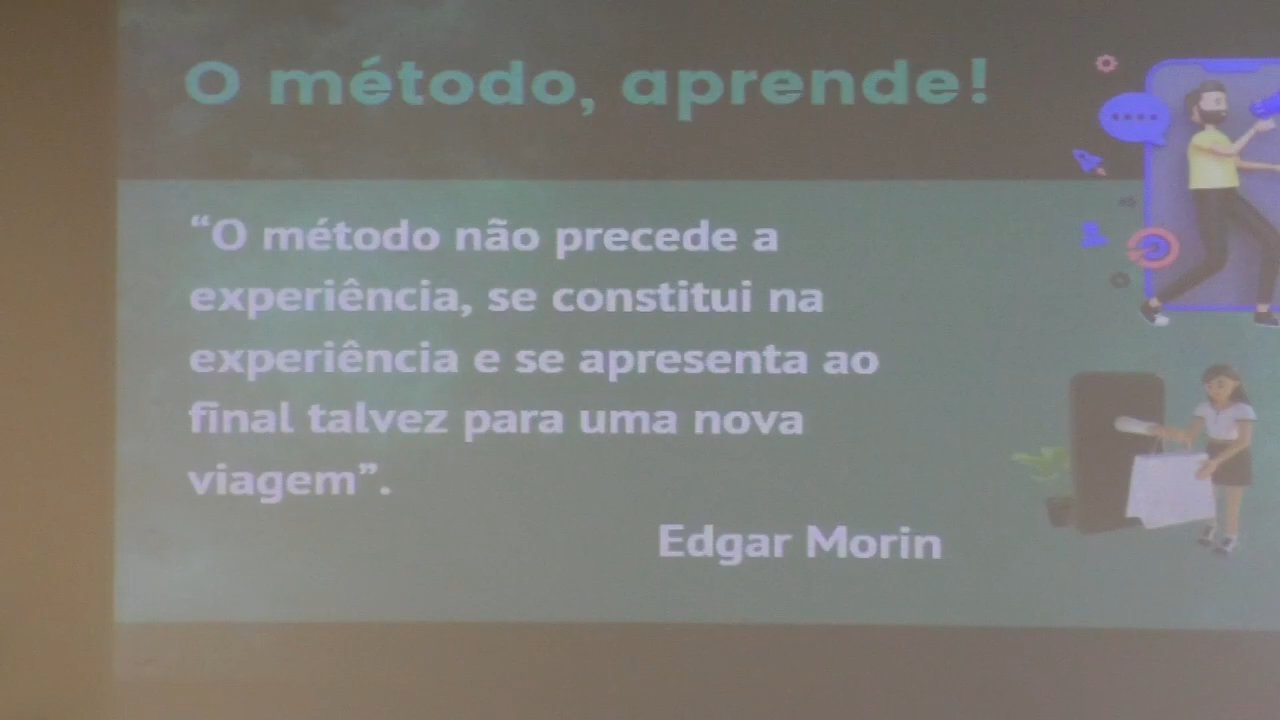 O método, aprende!
“O método não precede a
experiência, se constitui na
experiência e se apresenta ao
final talvez para uma nova
viagem”.
Edgar Morin